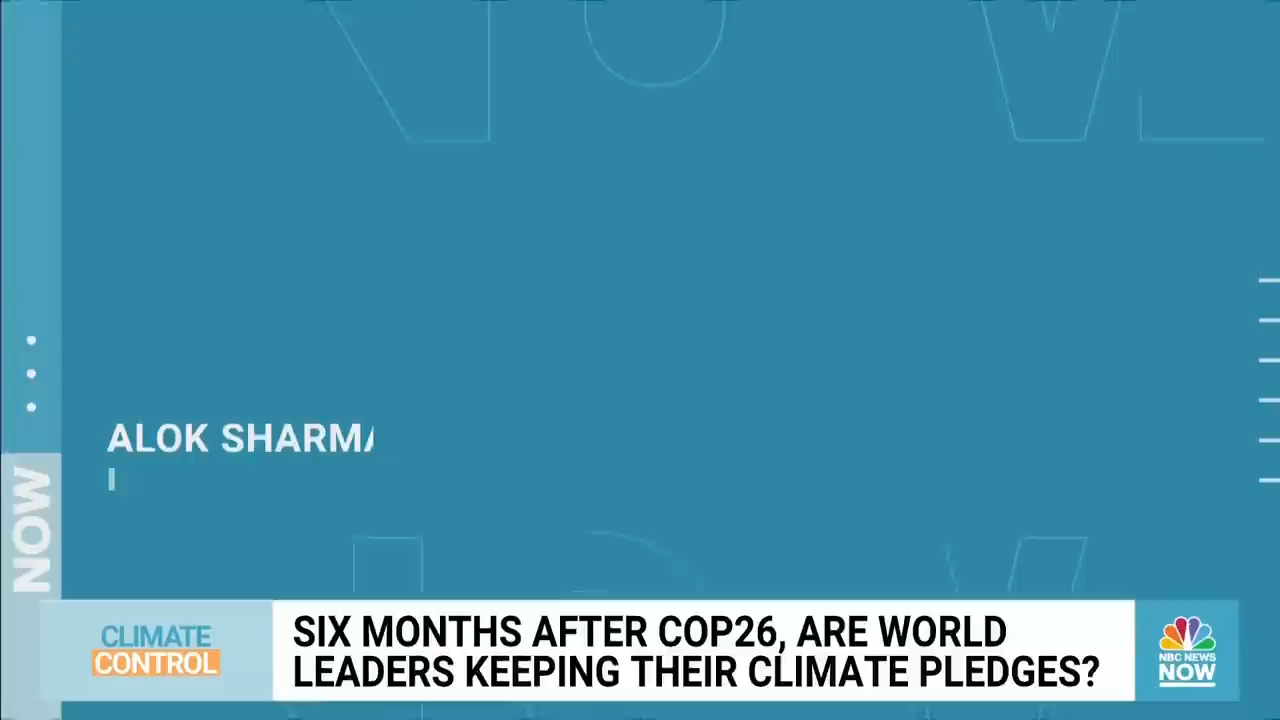 ALOK SHARMA
NOW
CLIMATE
CONTROL
SIX MONTHS AFTER COP26, ARE WORLD
LEADERS KEEPING THEIR CLIMATE PLEDGES?
NBC NEWS
NOW